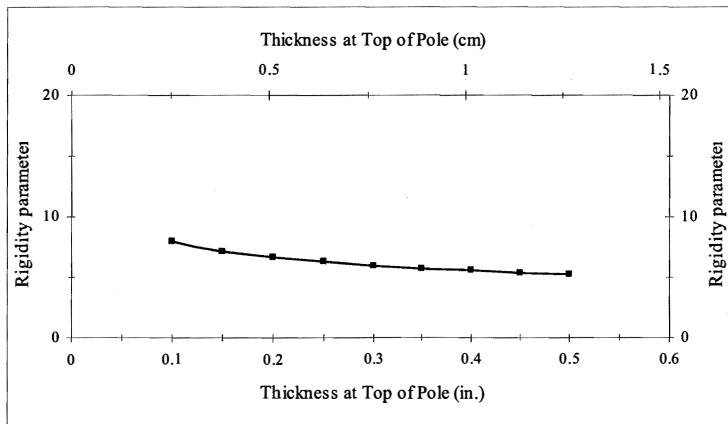 Thickness at Top of Pole (cm)
0 0.5 1 1.5
20 20
Rigidity parameter Rigidity parameter
10 10
0 0
0 0.1 0.2 0.3 0.4 0.5 0.6
Thickness at Top of Pole (in.)